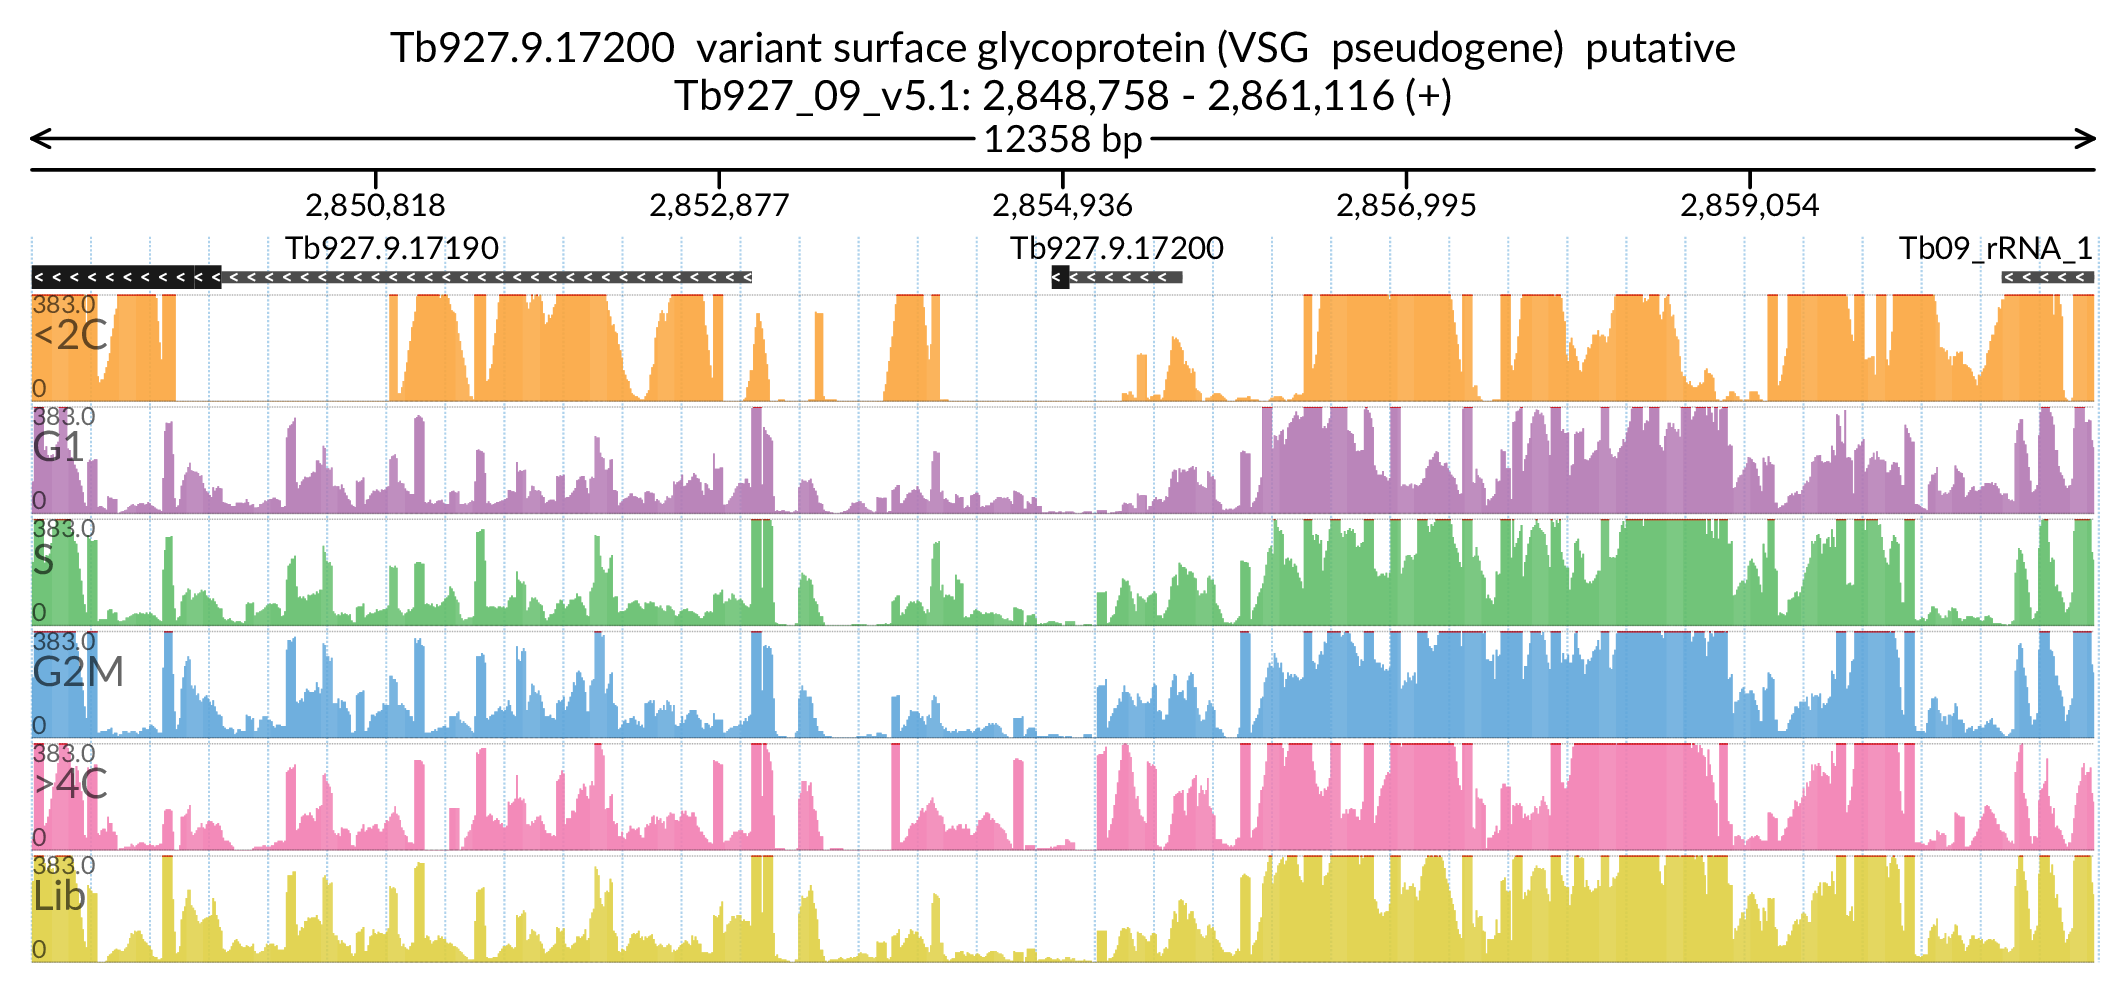 Tb927.9.17200 variant surface glycoprotein (VSG pseudogene) putative
Tb927_09_v5.1: 2,848,758 - 2,861,116 (+)
12358 bp
2,850,818 2,852,877 2,854,936 2,856,995 2,859,054
Tb927.9.17190 Tb927.9.17200 Tb09_rRNA_1
383.0
<2C
0
383.0
G1
0
383.0
S
0
383.0
G2M
0
383.0
>4C
0
383.0
Lib
0